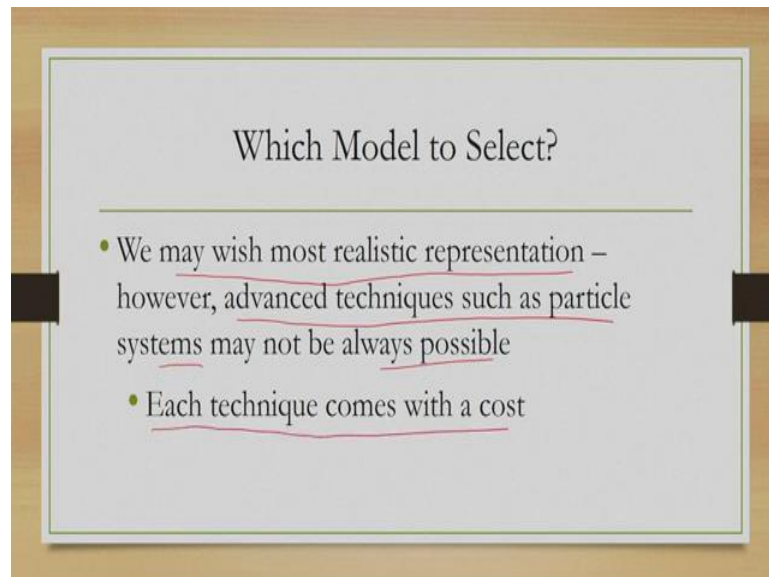 Which Model to Select?
• We may wish most realistic representation –
however, advanced techniques such as particle
systems may not be always possible
• Each technique comes with a cost